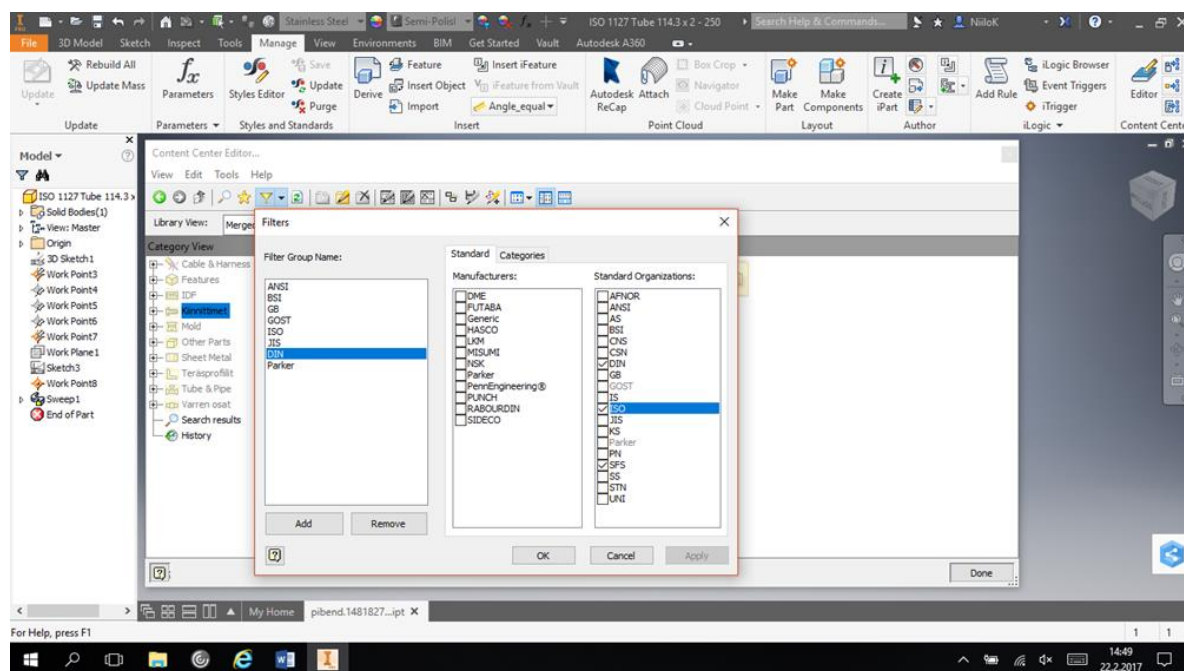 Stainless Steel
Semi-Polisl
ISO 1127 Tube 114.3 x 2 - 250
Search Help & Commands...
NiiloK
File 3D Model Sketch Inspect Tools Manage View Environments BIM Get Started Vault Autodesk A360
Update
Rebuild All
Update Mass
Update
Parameters
Parameters
Styles Editor
Save
Update
Purge
Styles and Standards
Derive
Feature
Insert Object
Import
Insert iFeature
iFeature from Vault
Angle_equal
Insert
Autodesk ReCap
Attach
Box Crop
Navigator
Cloud Point
Point Cloud
Make Part
Make Components
Layout
Create iPart
Author
Add Rule
iLogic Browser
Event Triggers
iTrigger
iLogic
Editor
Content Cente
Model
ISO 1127 Tube 114.3 x
Solid Bodies(1)
View: Master
Origin
3D Sketch1
Work Point3
Work Point4
Work Point5
Work Point6
Work Point7
Work Plane1
Sketch3
Work Point8
Sweep1
End of Part
Content Center Editor...
View Edit Tools Help
Library View: Merge
Category View
Cable & Harness
Features
IDF
Kiinnittimet
Mold
Other Parts
Sheet Metal
Teräsprofiilit
Tube & Pipe
Varren osat
Search results
History
Filters
Filter Group Name:
ANSI
BSI
GB
GOST
ISO
JIS
DIN
Parker
Add
Remove
Standard Categories
Manufacturers:
DME
FUTABA
Generic
HASCO
LKM
MISUMI
NSK
Parker
PennEngineering®
PUNCH
RABOURDIN
SIDECO
Standard Organizations:
AFNOR
ANSI
AS
BSI
CNS
CSN
DIN
GB
GOST
IS
ISO
JIS
KS
Parker
PN
SFS
SS
STN
UNI
OK
Cancel
Apply
Done
My Home
pibend.1481827...ipt
For Help, press F1
1 1
14:49
22.2.2017